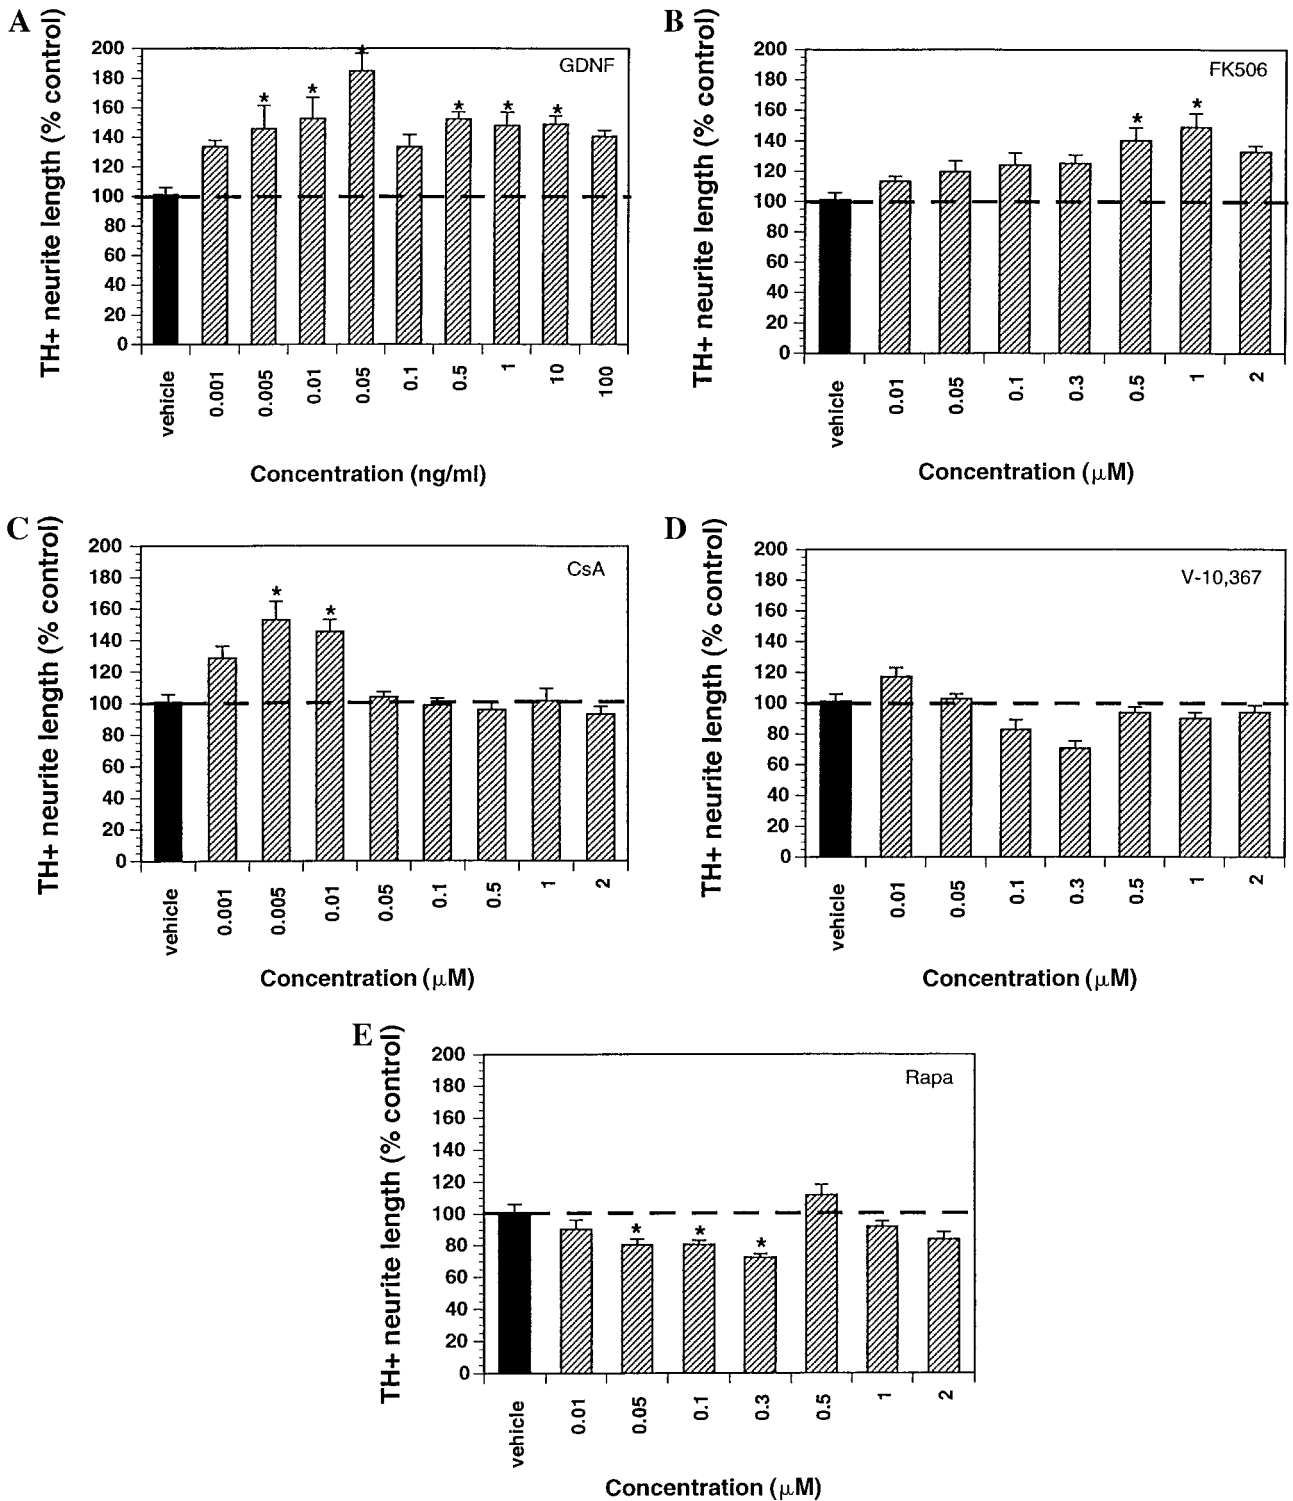 A
TH+ neurite length (% control)
200
180
160
140
120
100
80
60
40
20
0
GDNF
* * * * * * *
vehicle 0.001 0.005 0.01 0.05 0.1 0.5 1 10 100
Concentration (ng/ml)
B
TH+ neurite length (% control)
200
180
160
140
120
100
80
60
40
20
0
FK506
* *
vehicle 0.01 0.05 0.1 0.3 0.5 1 2
Concentration (μM)
C
TH+ neurite length (% control)
200
180
160
140
120
100
80
60
40
20
0
CsA
* *
vehicle 0.001 0.005 0.01 0.05 0.1 0.5 1 2
Concentration (μM)
D
TH+ neurite length (% control)
200
180
160
140
120
100
80
60
40
20
0
V-10,367
vehicle 0.01 0.05 0.1 0.3 0.5 1 2
Concentration (μM)
E
TH+ neurite length (% control)
200
180
160
140
120
100
80
60
40
20
0
Rapa
* * *
vehicle 0.01 0.05 0.1 0.3 0.5 1 2
Concentration (μM)